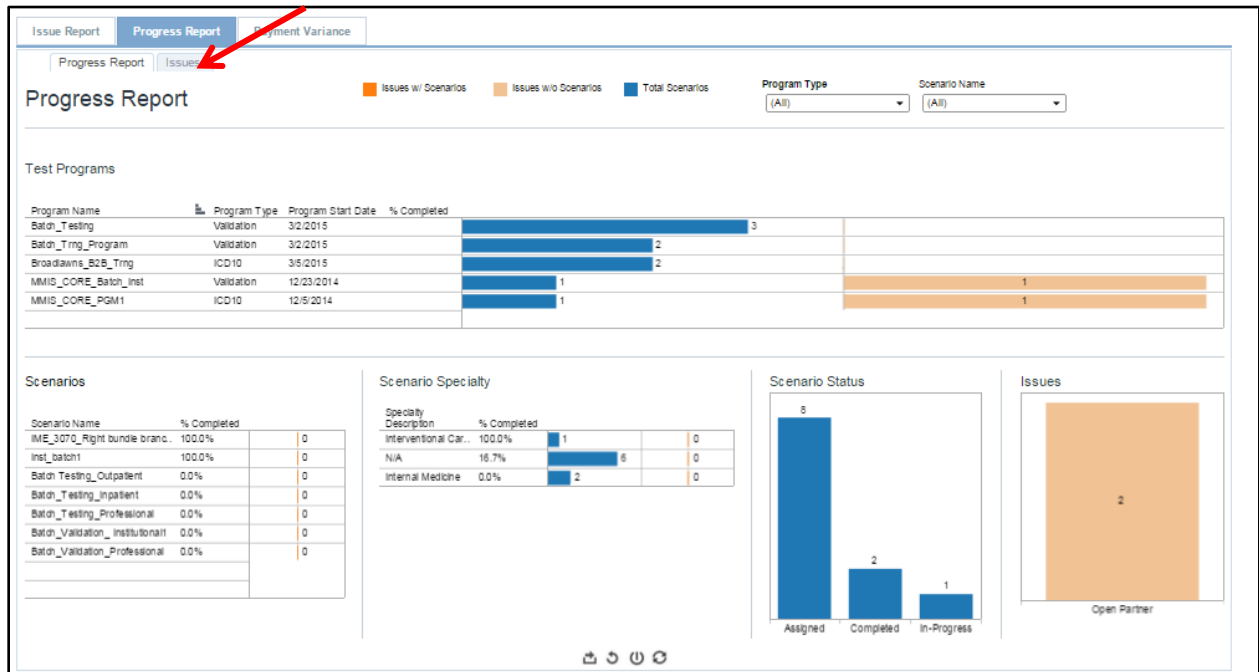 Issue Report Progress Report Payment Variance
Progress Report Issues
Progress Report
Issues w/ Scenarios Issues w/o Scenarios Total Scenarios
Program Type Scenario Name
(All) (All)
Test Programs
Program Name Program Type Program Start Date % Completed
Batch_Testing Validation 3/2/2015 3
Batch_Trng_Program Validation 3/2/2015 2
Broadlawns_B2B_Trng ICD10 3/5/2015 2
MMIS_CORE_Batch_Inst Validation 12/23/2014 1 1
MMIS_CORE_PGM1 ICD10 12/5/2014 1 1
Scenarios
Scenario Name % Completed
IME_3070_Right bundle branc.. 100.0% 0
Inst_batch1 100.0% 0
Batch Testing_Outpatient 0.0% 0
Batch_Testing_Inpatient 0.0% 0
Batch_Testing_Professional 0.0% 0
Batch_Validation_ Institutional1 0.0% 0
Batch_Validation_Professional 0.0% 0
Scenario Specialty
Specialty
Description % Completed
Interventional Car.. 100.0% 1 0
N/A 16.7% 6 0
Internal Medicine 0.0% 2 0
Scenario Status
8
2
1
Assigned Completed In-Progress
Issues
2
Open Partner